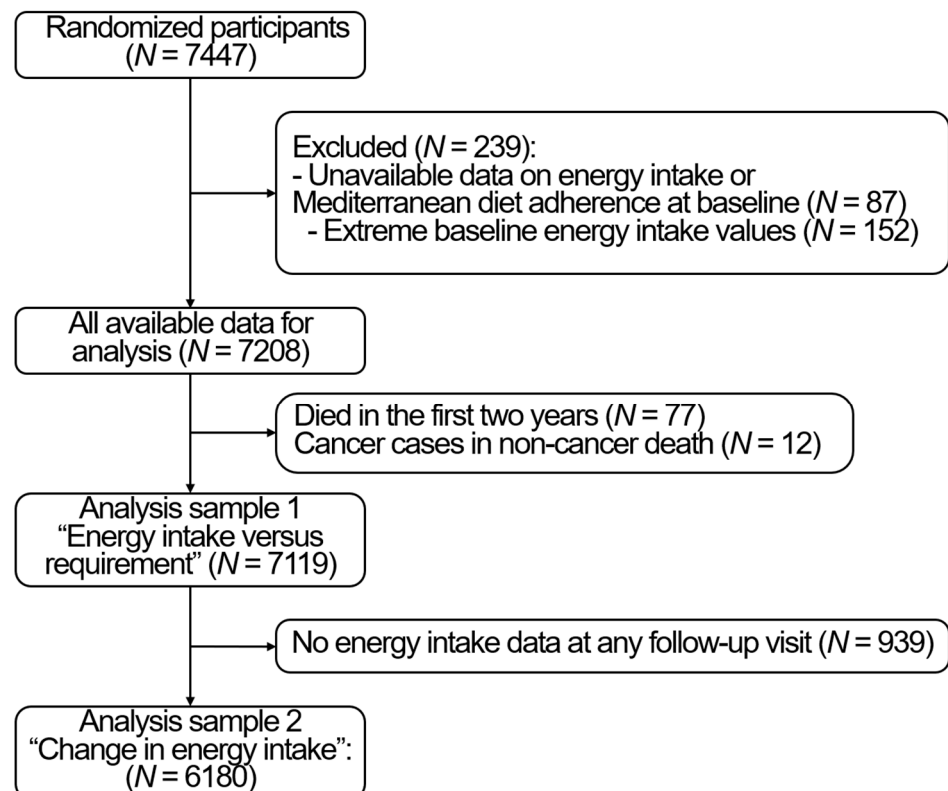 Randomized participants
(N = 7447)
Excluded (N = 239):
- Unavailable data on energy intake or
Mediterranean diet adherence at baseline (N = 87)
- Extreme baseline energy intake values (N = 152)
All available data for
analysis (N = 7208)
Died in the first two years (N = 77)
Cancer cases in non-cancer death (N = 12)
Analysis sample 1
“Energy intake versus
requirement” (N = 7119)
No energy intake data at any follow-up visit (N = 939)
Analysis sample 2
“Change in energy intake”:
(N = 6180)